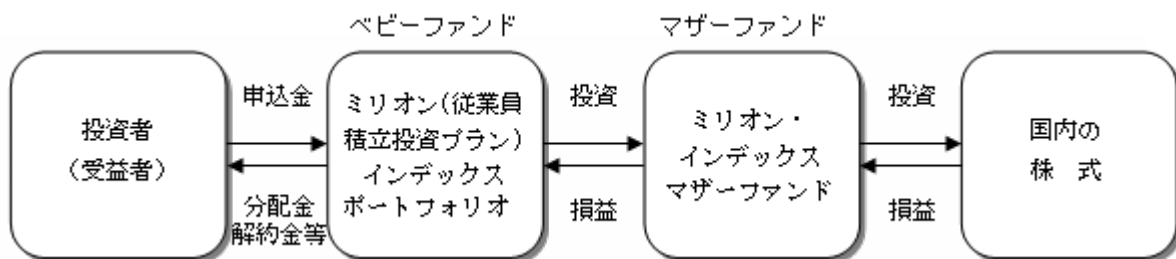 ベビーファンド
マザーファンド
投資者
（受益者）
申込金
分配金
解約金等
ミリオン（従業員
積立投資プラン）
インデックス
ポートフォリオ
投資
損益
ミリオン・
インデックス
マザーファンド
投資
損益
国内の
株　式